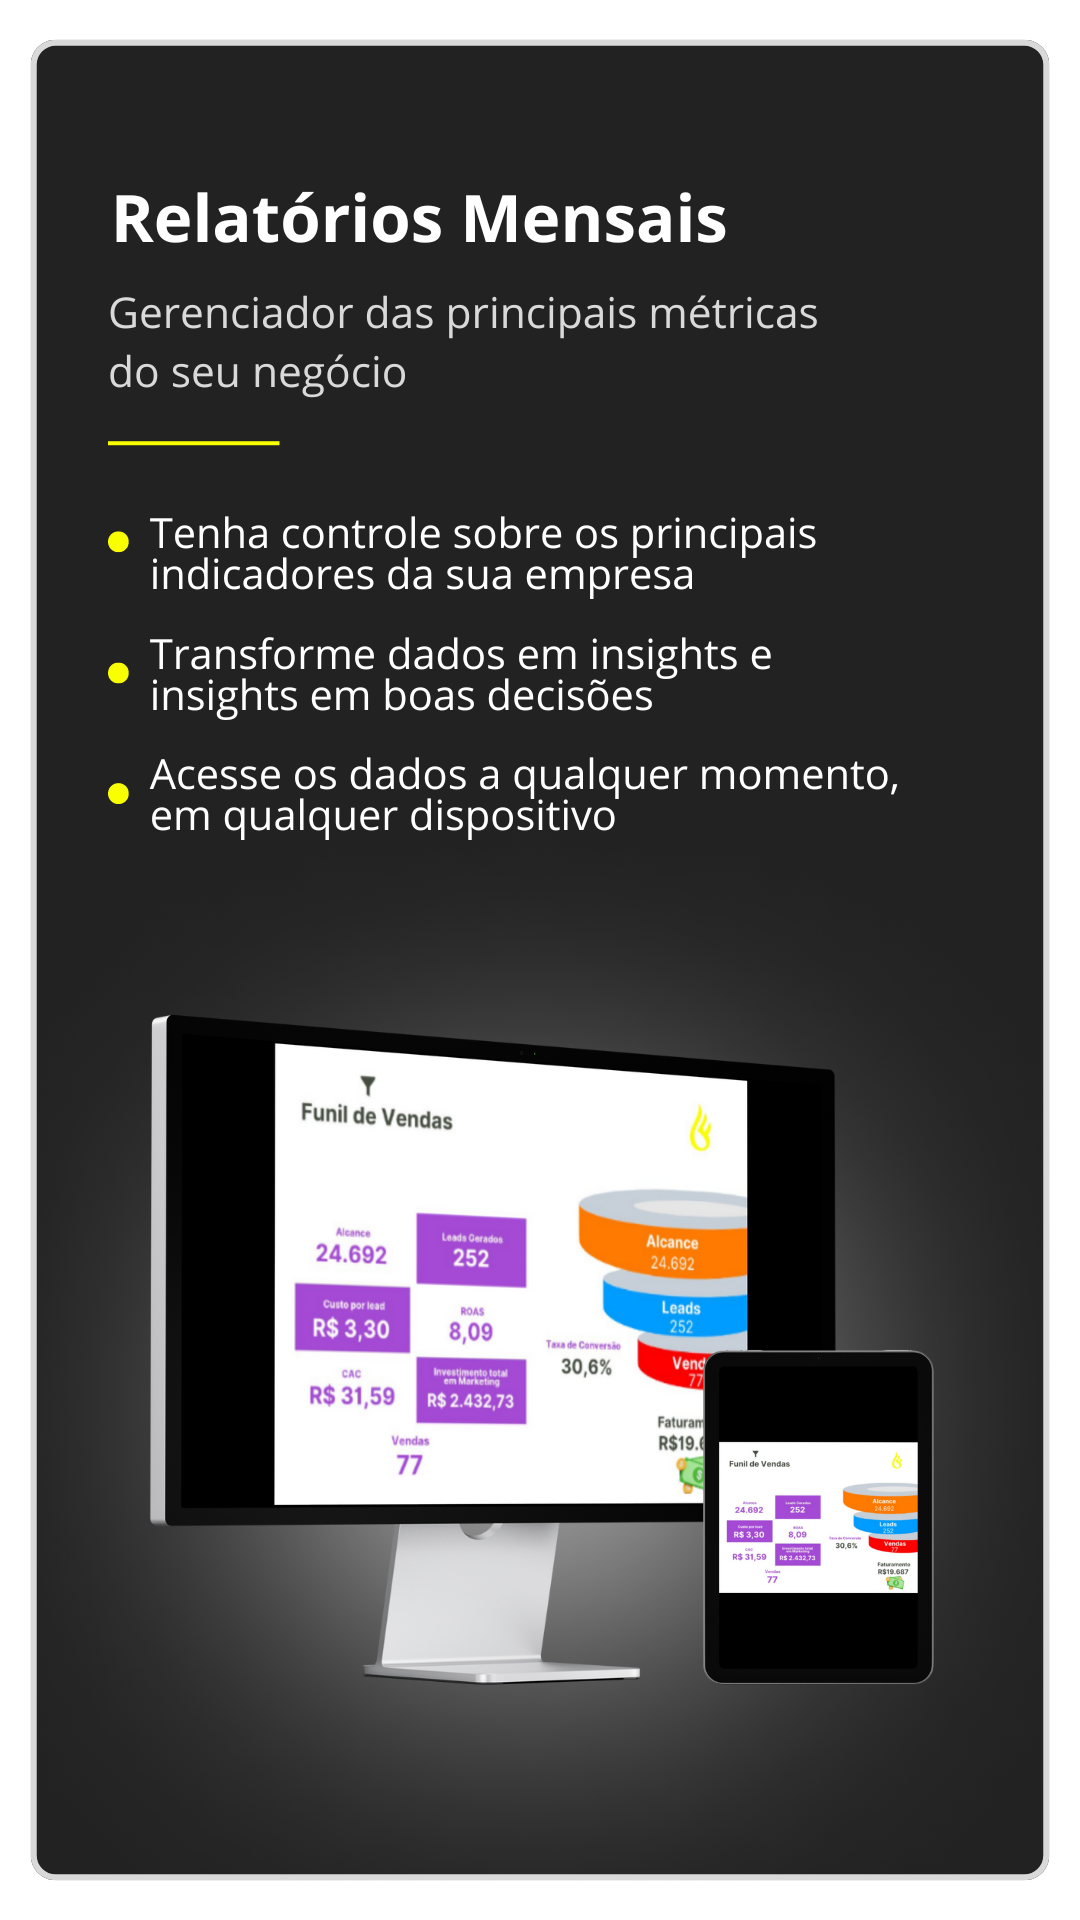 Relatórios Mensais
Gerenciador das principais métricas
do seu negócio
Tenha controle sobre os principais
indicadores da sua empresa
Transforme dados em insights e
insights em boas decisões
Acesse os dados a qualquer momento,
em qualquer dispositivo
Funil de Vendas
Alcance
24.692
Leads Gerados
252
Custo por lead
R$ 3,30
ROAS
8,09
CAC
R$ 31,59
Investimento total
em Marketing
R$ 2.432,73
Vendas
77
Taxa de Conversão
30,6%
Alcance
24.692
Leads
252
Vend
77
Faturam
R$19.6
Funil de Vendas
Alcance
24.692
Leads Gerados
252
Custo por lead
R$ 3,30
ROAS
8,09
CAC
R$ 31,59
Investimento total
em Marketing
R$ 2.432,73
Vendas
77
Taxa de Conversão
30,6%
Alcance
24.692
Leads
252
Vendas
77
Faturamento
R$19.687